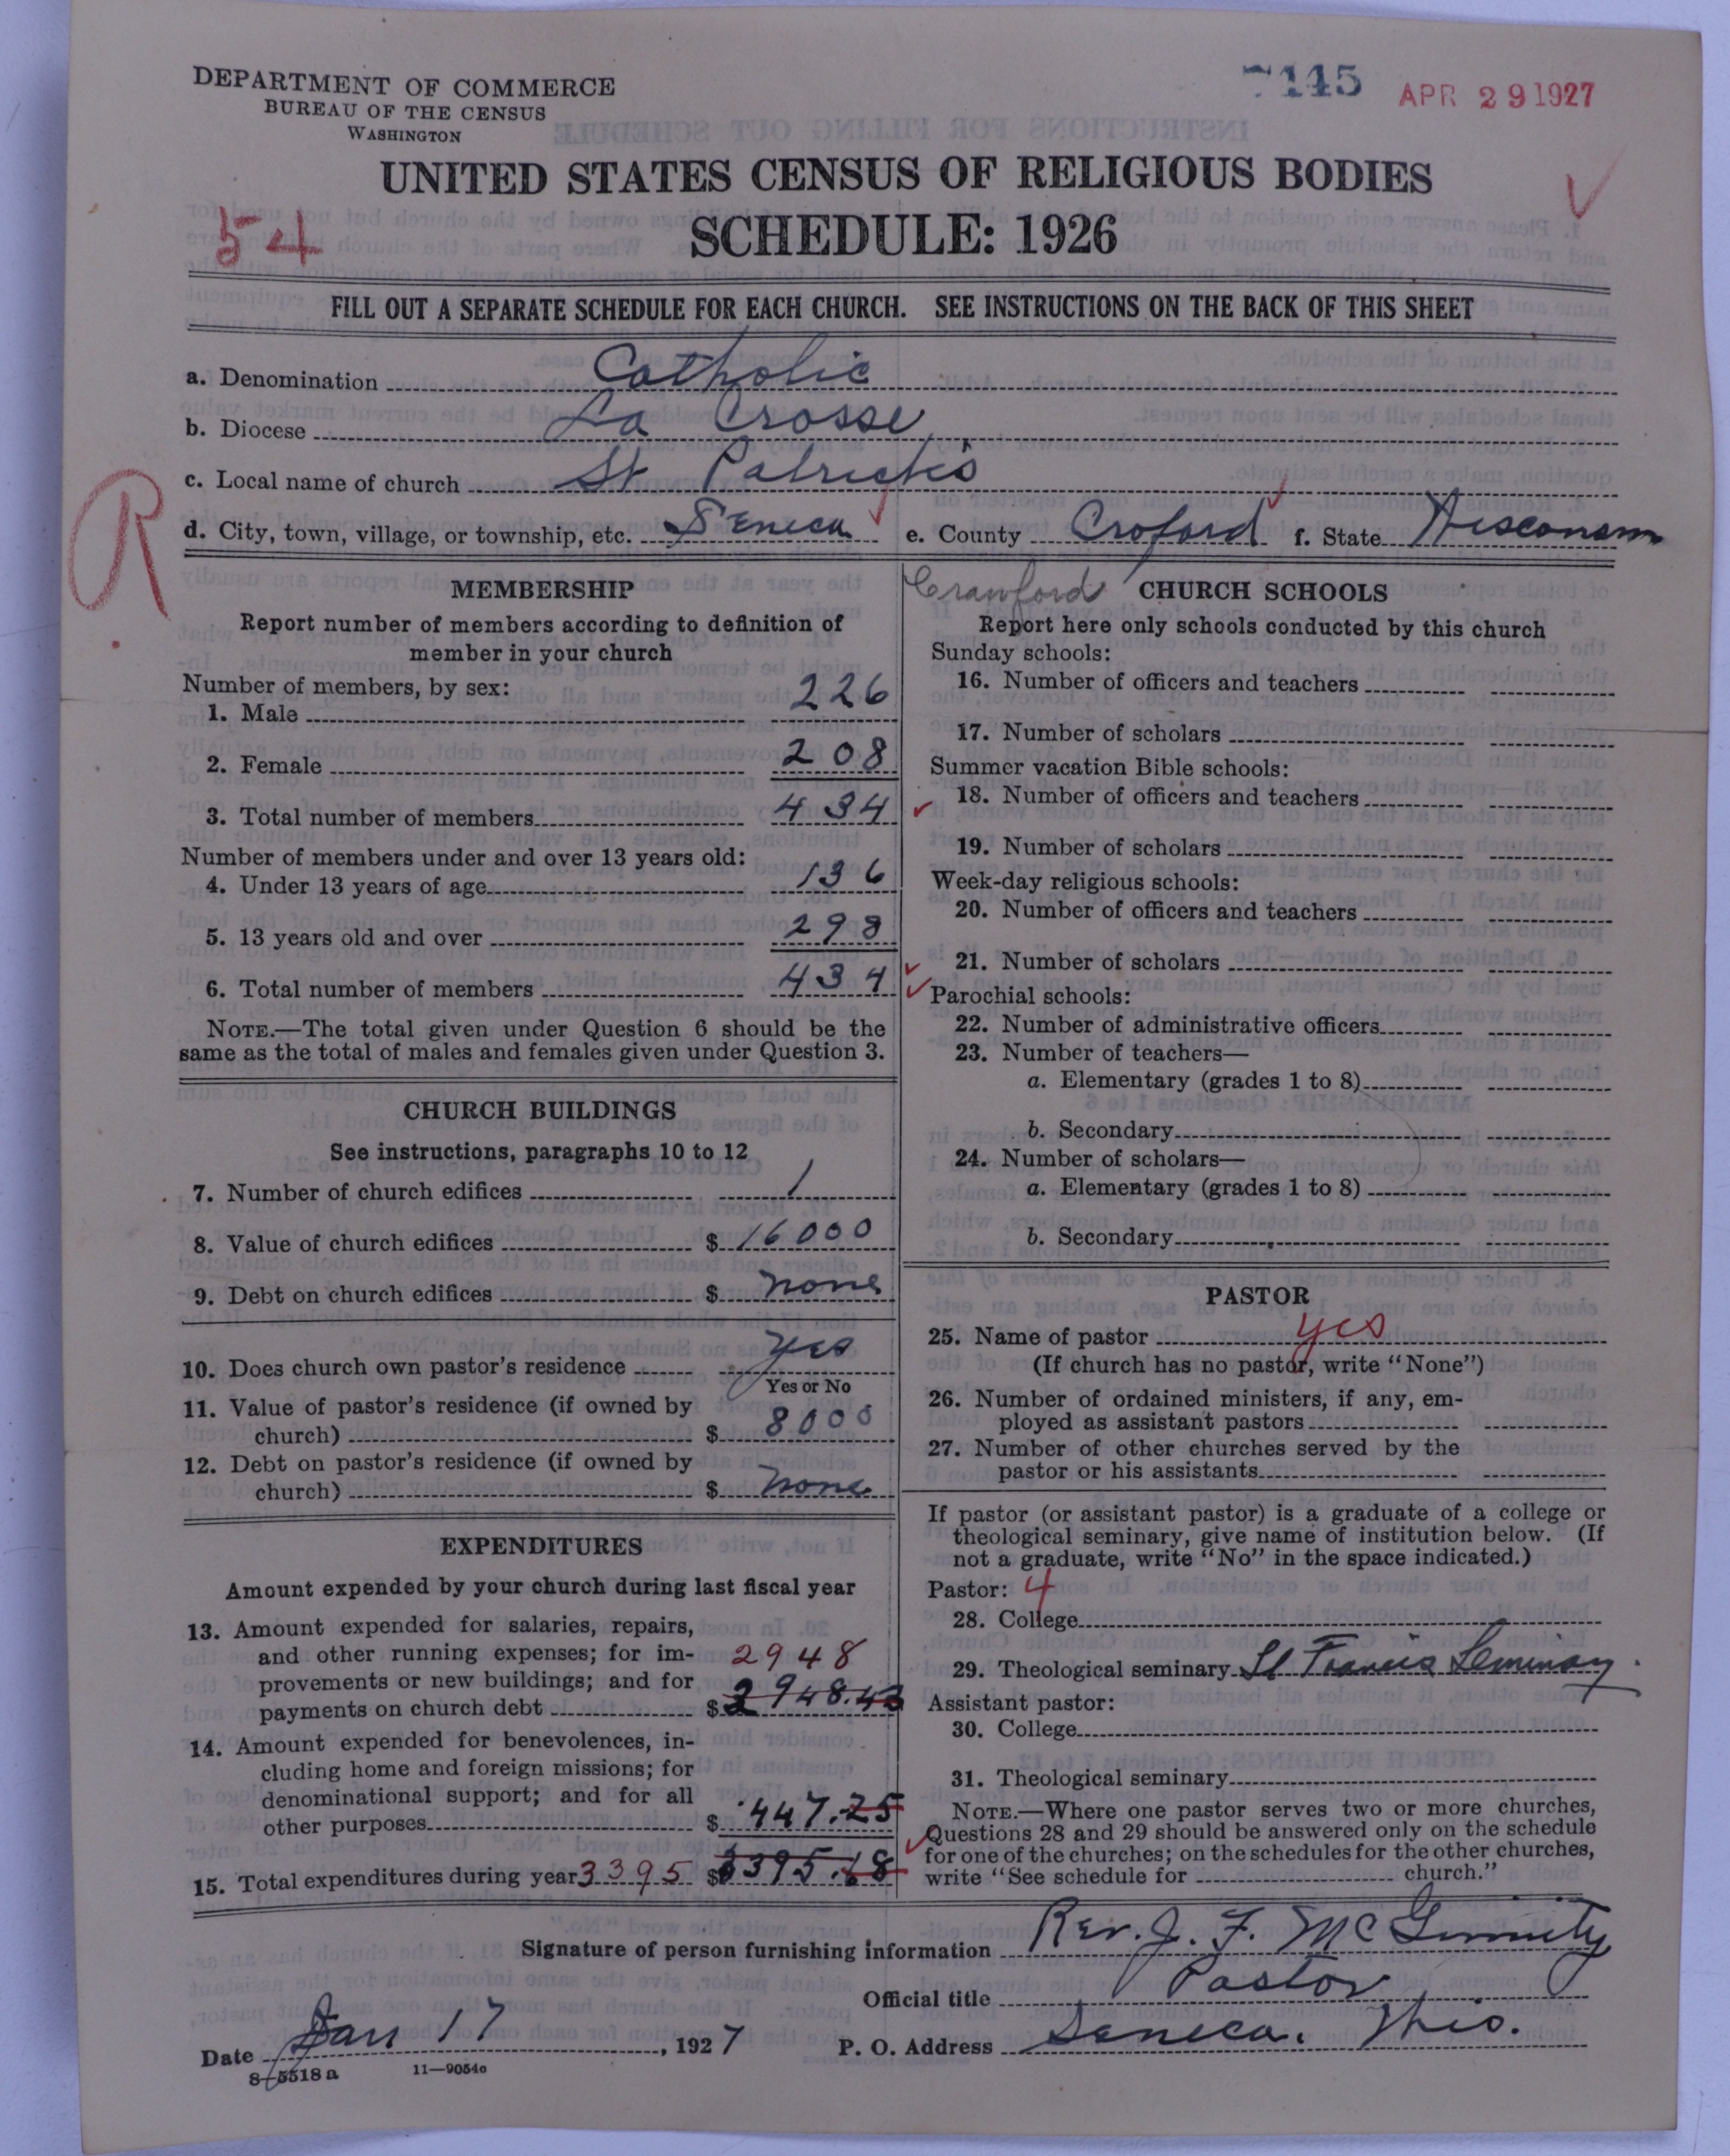 DEPARTMENT OF COMMERCE
BUREAU OF THE CENSUS
WASHINGTON
7145 APR 29 1927
UNITED STATES CENSUS OF RELIGIOUS BODIES
54
SCHEDULE: 1926
FILL OUT A SEPARATE SCHEDULE FOR EACH CHURCH. SEE INSTRUCTIONS ON THE BACK OF THIS SHEET
a. Denomination Catholic
b. Diocese La Crosse
c. Local name of church St Patrick's
R
d. City, town, village, or township, etc. Seneca e. County Croford f. State Wisconsin
MEMBERSHIP
Report number of members according to definition of
member in your church
Number of members, by sex:
1. Male 226
2. Female 208
3. Total number of members 434
Number of members under and over 13 years old:
4. Under 13 years of age 136
5. 13 years old and over 298
6. Total number of members 434
NOTE.—The total given under Question 6 should be the
same as the total of males and females given under Question 3.
CHURCH BUILDINGS
See instructions, paragraphs 10 to 12
7. Number of church edifices 1
8. Value of church edifices $ 16000
9. Debt on church edifices $ none
10. Does church own pastor's residence yes
Yes or No
11. Value of pastor's residence (if owned by
church) $ 8000
12. Debt on pastor's residence (if owned by
church) $ none
EXPENDITURES
Amount expended by your church during last fiscal year
13. Amount expended for salaries, repairs,
and other running expenses; for im-
provements or new buildings; and for 2948
payments on church debt $ 2948.43
14. Amount expended for benevolences, in-
cluding home and foreign missions; for
denominational support; and for all
other purposes $ 447.25
15. Total expenditures during year 3395 $ 3395.68
Crawford CHURCH SCHOOLS
Report here only schools conducted by this church
Sunday schools:
16. Number of officers and teachers
17. Number of scholars
Summer vacation Bible schools:
18. Number of officers and teachers
19. Number of scholars
Week-day religious schools:
20. Number of officers and teachers
21. Number of scholars
Parochial schools:
22. Number of administrative officers
23. Number of teachers—
a. Elementary (grades 1 to 8)
b. Secondary
24. Number of scholars—
a. Elementary (grades 1 to 8)
b. Secondary
PASTOR
25. Name of pastor yes
(If church has no pastor, write "None")
26. Number of ordained ministers, if any, em-
ployed as assistant pastors
27. Number of other churches served by the
pastor or his assistants
If pastor (or assistant pastor) is a graduate of a college or
theological seminary, give name of institution below. (If
not a graduate, write "No" in the space indicated.)
Pastor: 4
28. College
29. Theological seminary St Francis Seminary
Assistant pastor:
30. College
31. Theological seminary
NOTE.—Where one pastor serves two or more churches,
Questions 28 and 29 should be answered only on the schedule
for one of the churches; on the schedules for the other churches,
write "See schedule for church."
Signature of person furnishing information Rev. J. F. McGinnity
Official title Pastor
Date Jan 17, 1927 P. O. Address Seneca. Wis.
8—5518a 11—9054a